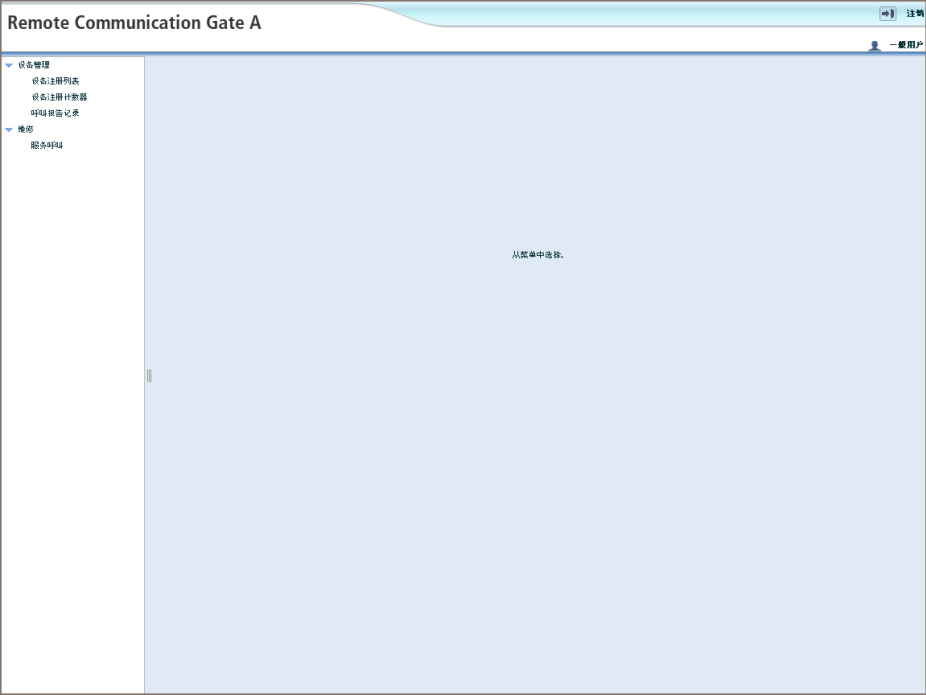 Remote Communication Gate A
注销
一般用户
设备管理
设备注册列表
设备注册计数器
呼叫报告记录
维修
服务呼叫
从菜单中选择。